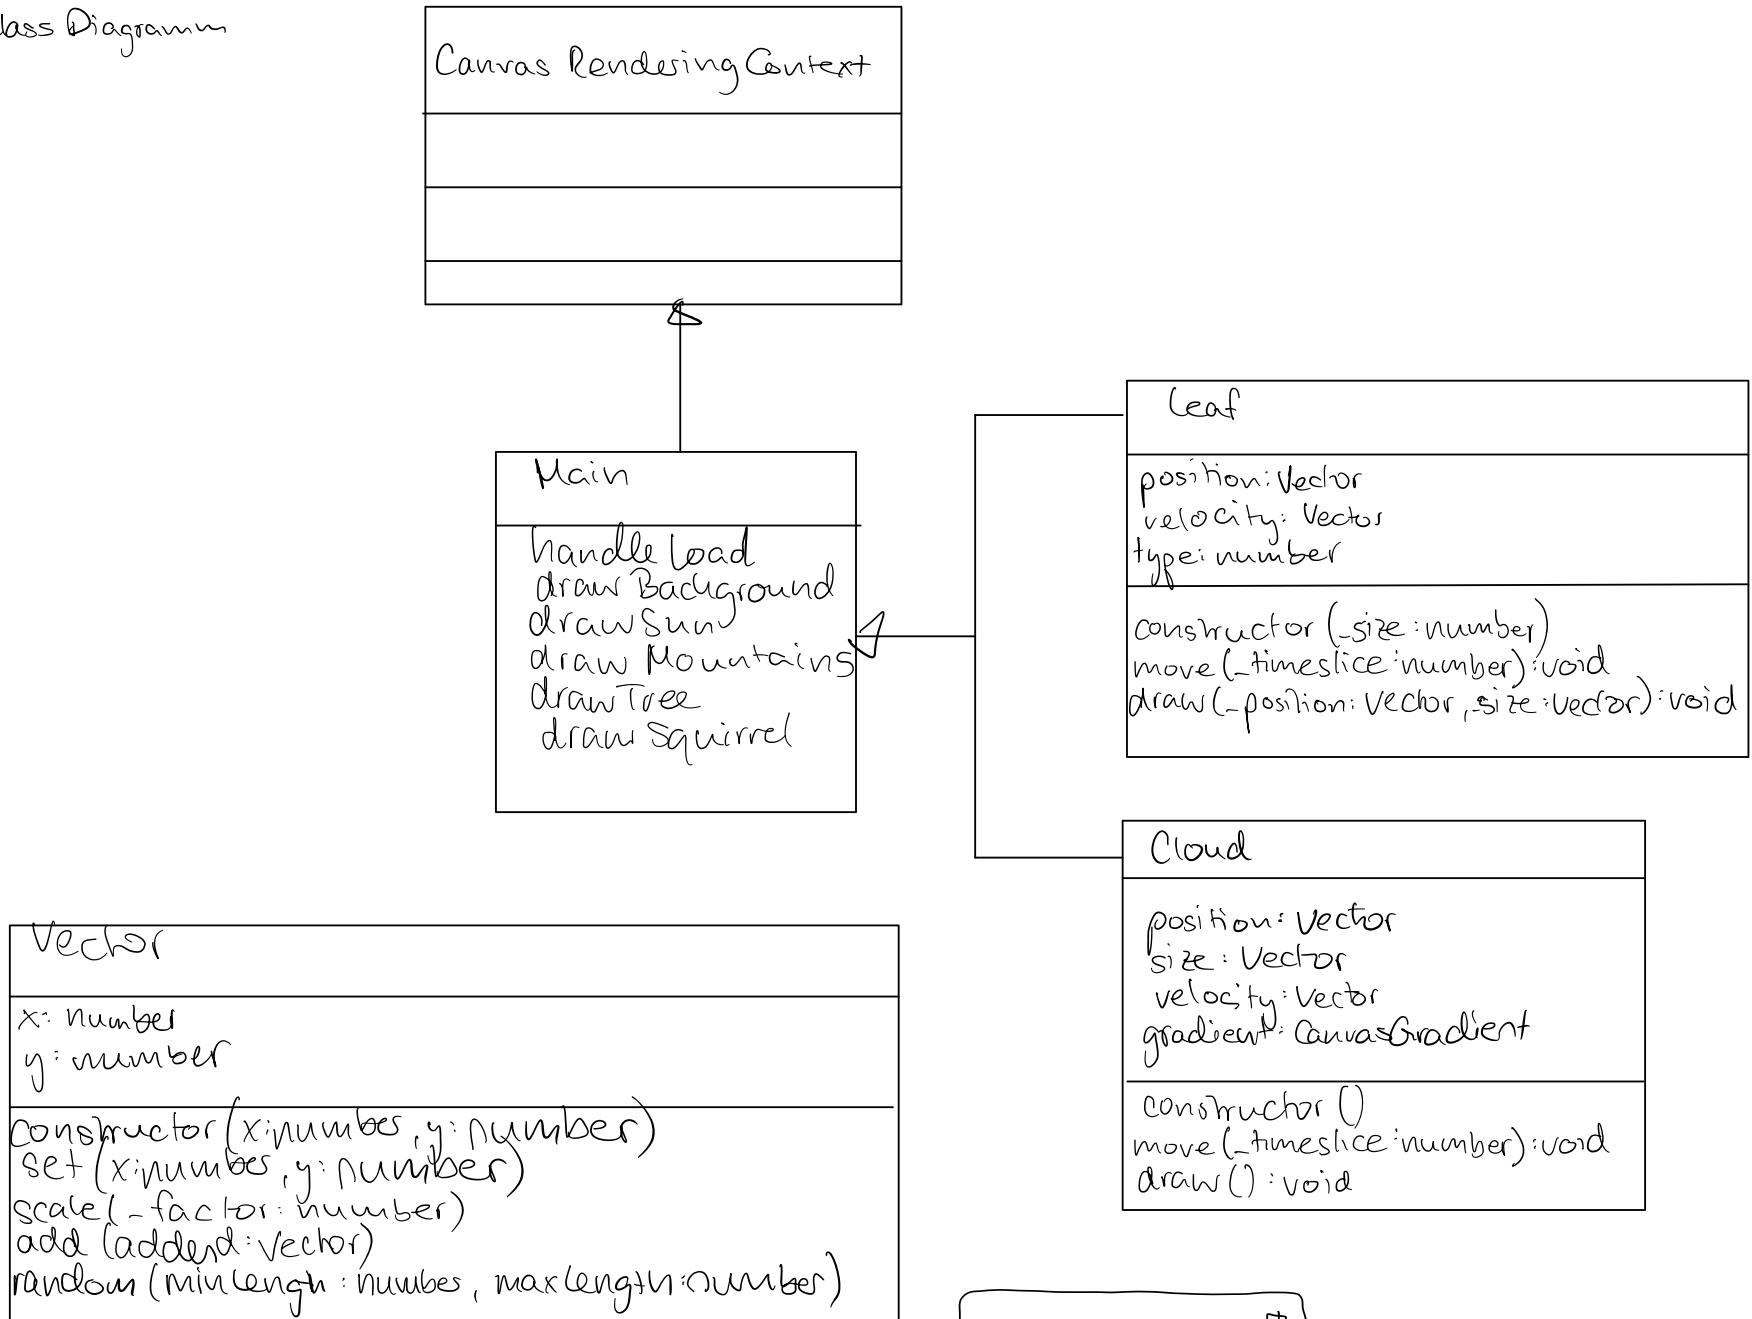 lass Diagramm
Canvas Rendering Context
Main
handle load
draw Background
draw Sun
draw Mountains
draw Tree
draw Squirrel
Leaf
position: Vector
velocity: Vector
type: number
constructor (_size: number)
move (_timeslice: number): void
draw (_position: Vector, _size: Vector): void
Cloud
position: Vector
size: Vector
velocity: Vector
gradient: CanvasGradient
constructor ()
move (_timeslice: number): void
draw (): void
Vector
x: number
y: number
constructor (x: number, y: number)
set (x: number, y: number)
scale (_factor: number)
add (addend: Vector)
random (minLengh: number, maxLength: number)